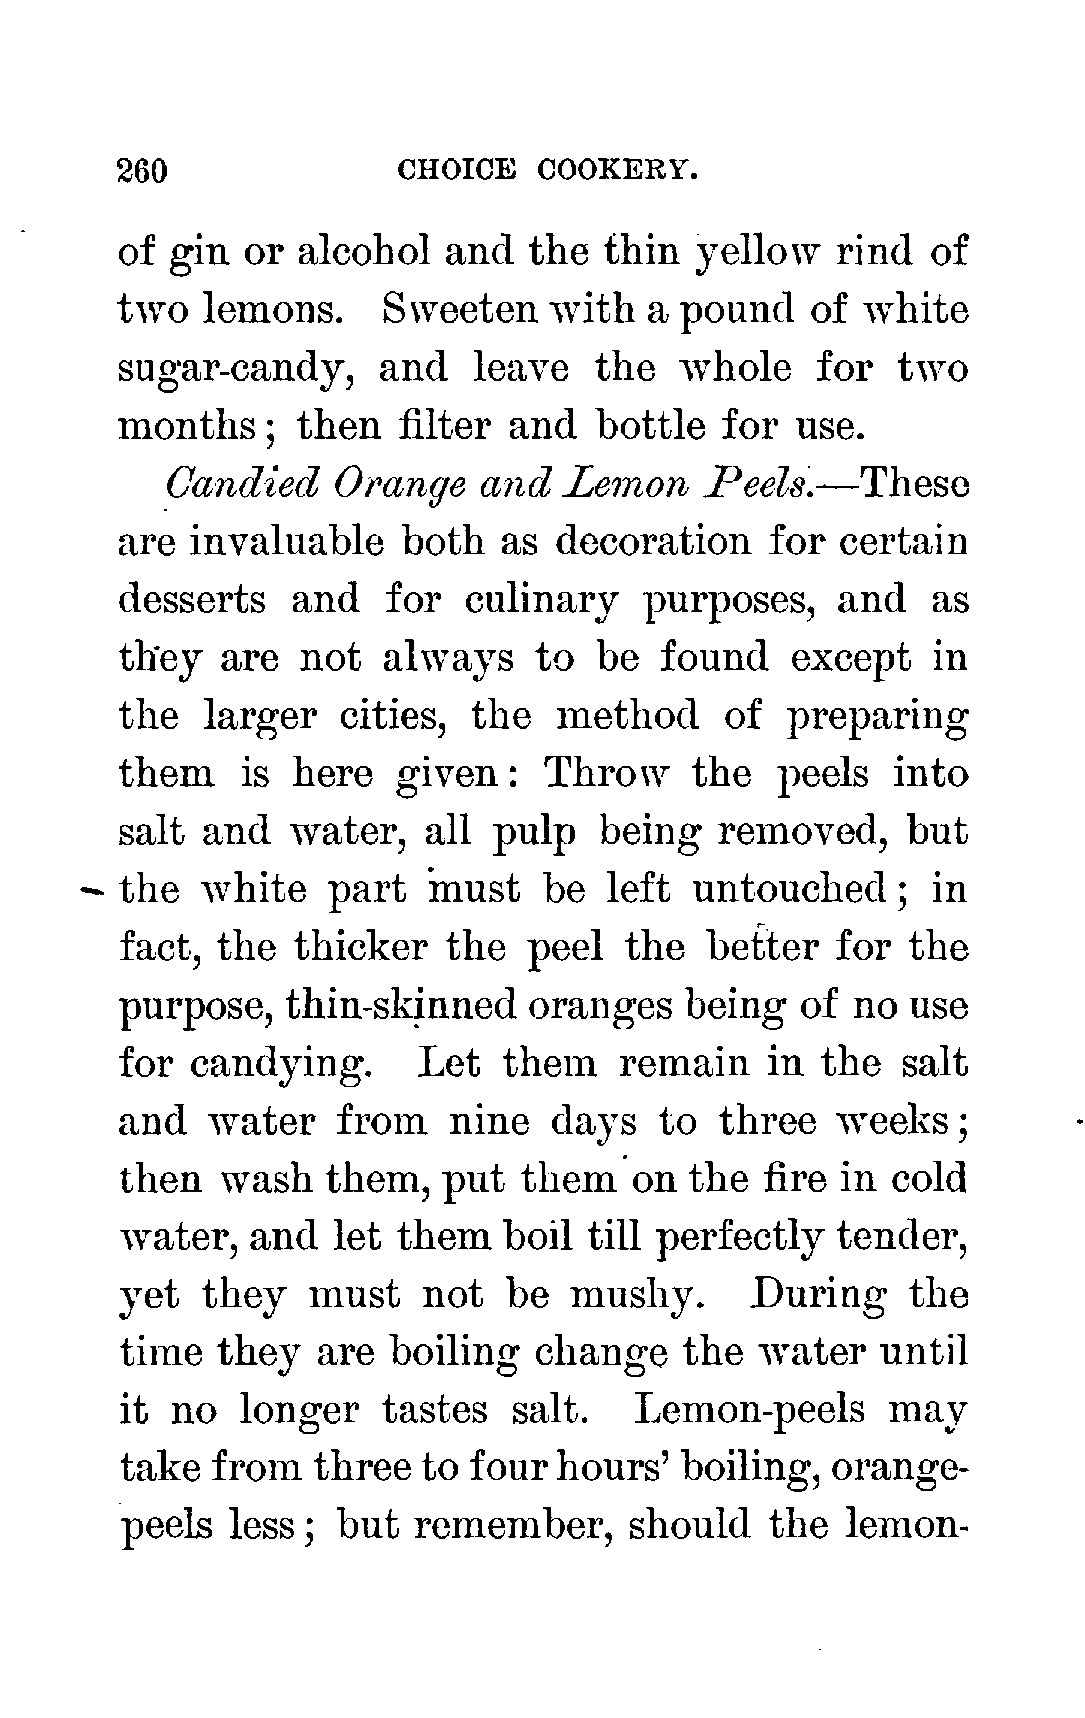 260 CHOICE COOKERY.
of gin or alcohol and the thin yellow rind of
two lemons. Sweeten with a pound of white
sugar-candy, and leave the whole for two
months; then filter and bottle for use.
Candied Orange and Lemon Peels.—These
are invaluable both as decoration for certain
desserts and for culinary purposes, and as
they are not always to be found except in
the larger cities, the method of preparing
them is here given: Throw the peels into
salt and water, all pulp being removed, but
the white part must be left untouched; in
fact, the thicker the peel the better for the
purpose, thin-skinned oranges being of no use
for candying. Let them remain in the salt
and water from nine days to three weeks;
then wash them, put them on the fire in cold
water, and let them boil till perfectly tender,
yet they must not be mushy. During the
time they are boiling change the water until
it no longer tastes salt. Lemon-peels may
take from three to four hours' boiling, orange-
peels less; but remember, should the lemon-